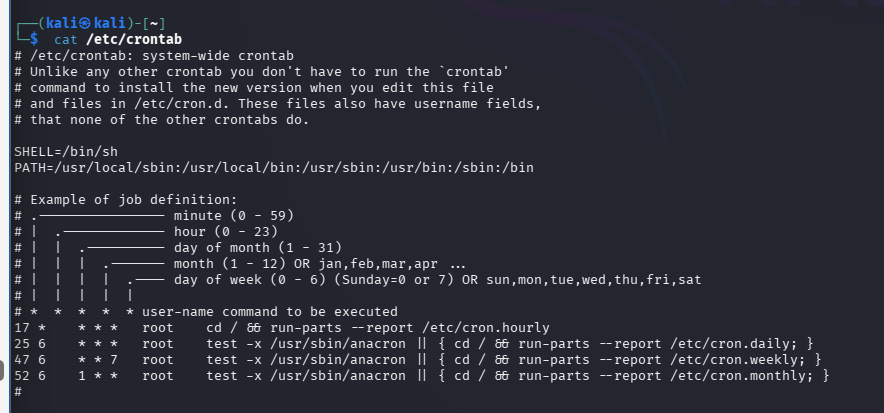 ┌──(kali㉿kali)-[~]
└─$ cat /etc/crontab
# /etc/crontab: system-wide crontab
# Unlike any other crontab you don't have to run the `crontab'
# command to install the new version when you edit this file
# and files in /etc/cron.d. These files also have username fields,
# that none of the other crontabs do.

SHELL=/bin/sh
PATH=/usr/local/sbin:/usr/local/bin:/usr/sbin:/usr/bin:/sbin:/bin

# Example of job definition:
# .---------------- minute (0 - 59)
# |  .------------- hour (0 - 23)
# |  |  .---------- day of month (1 - 31)
# |  |  |  .------- month (1 - 12) OR jan,feb,mar,apr ...
# |  |  |  |  .---- day of week (0 - 6) (Sunday=0 or 7) OR sun,mon,tue,wed,thu,fri,sat
# |  |  |  |  |
# *  *  *  *  * user-name command to be executed
17 *    * * *   root    cd / && run-parts --report /etc/cron.hourly
25 6    * * *   root    test -x /usr/sbin/anacron || { cd / && run-parts --report /etc/cron.daily; }
47 6    * * 7   root    test -x /usr/sbin/anacron || { cd / && run-parts --report /etc/cron.weekly; }
52 6    1 * *   root    test -x /usr/sbin/anacron || { cd / && run-parts --report /etc/cron.monthly; }
#